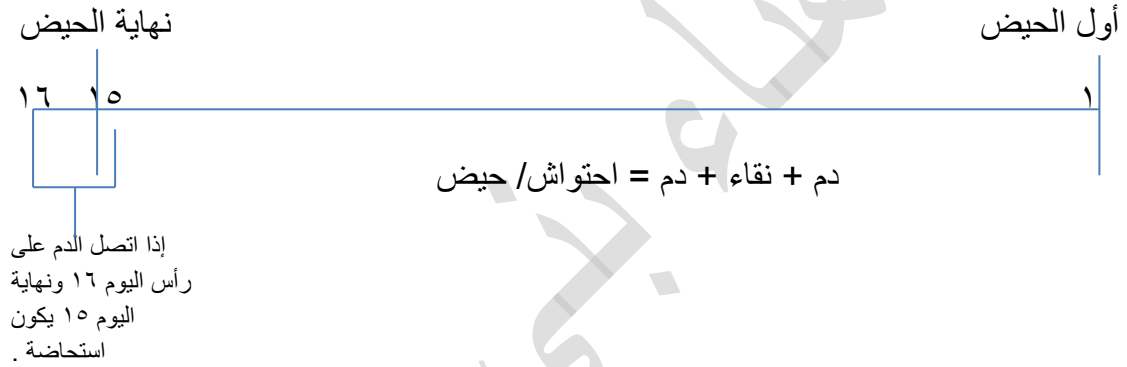 أول الحيض
نهاية الحيض
١
١٥
١٦
دم + نقاء + دم = احتواش/ حيض
إذا اتصل الدم على
رأس اليوم ١٦ ونهاية
اليوم ١٥ يكون
استحاضة .